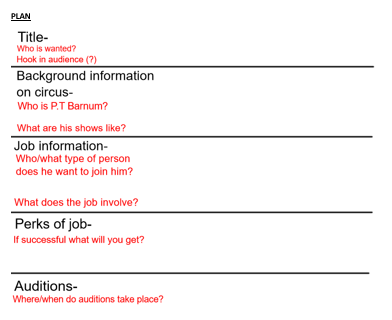 PLAN
Title-
Who is wanted?
Hook in audience (?)
Background information
on circus-
Who is P.T Barnum?
What are his shows like?
Job information-
Who/what type of person
does he want to join him?
What does the job involve?
Perks of job-
If successful what will you get?
Auditions-
Where/when do auditions take place?